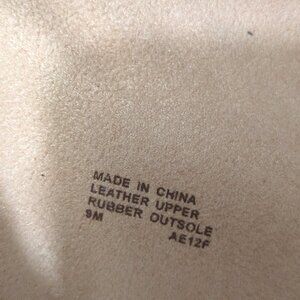 MADE IN CHINA
LEATHER UPPER
RUBBER OUTSOLE
9M AE12F